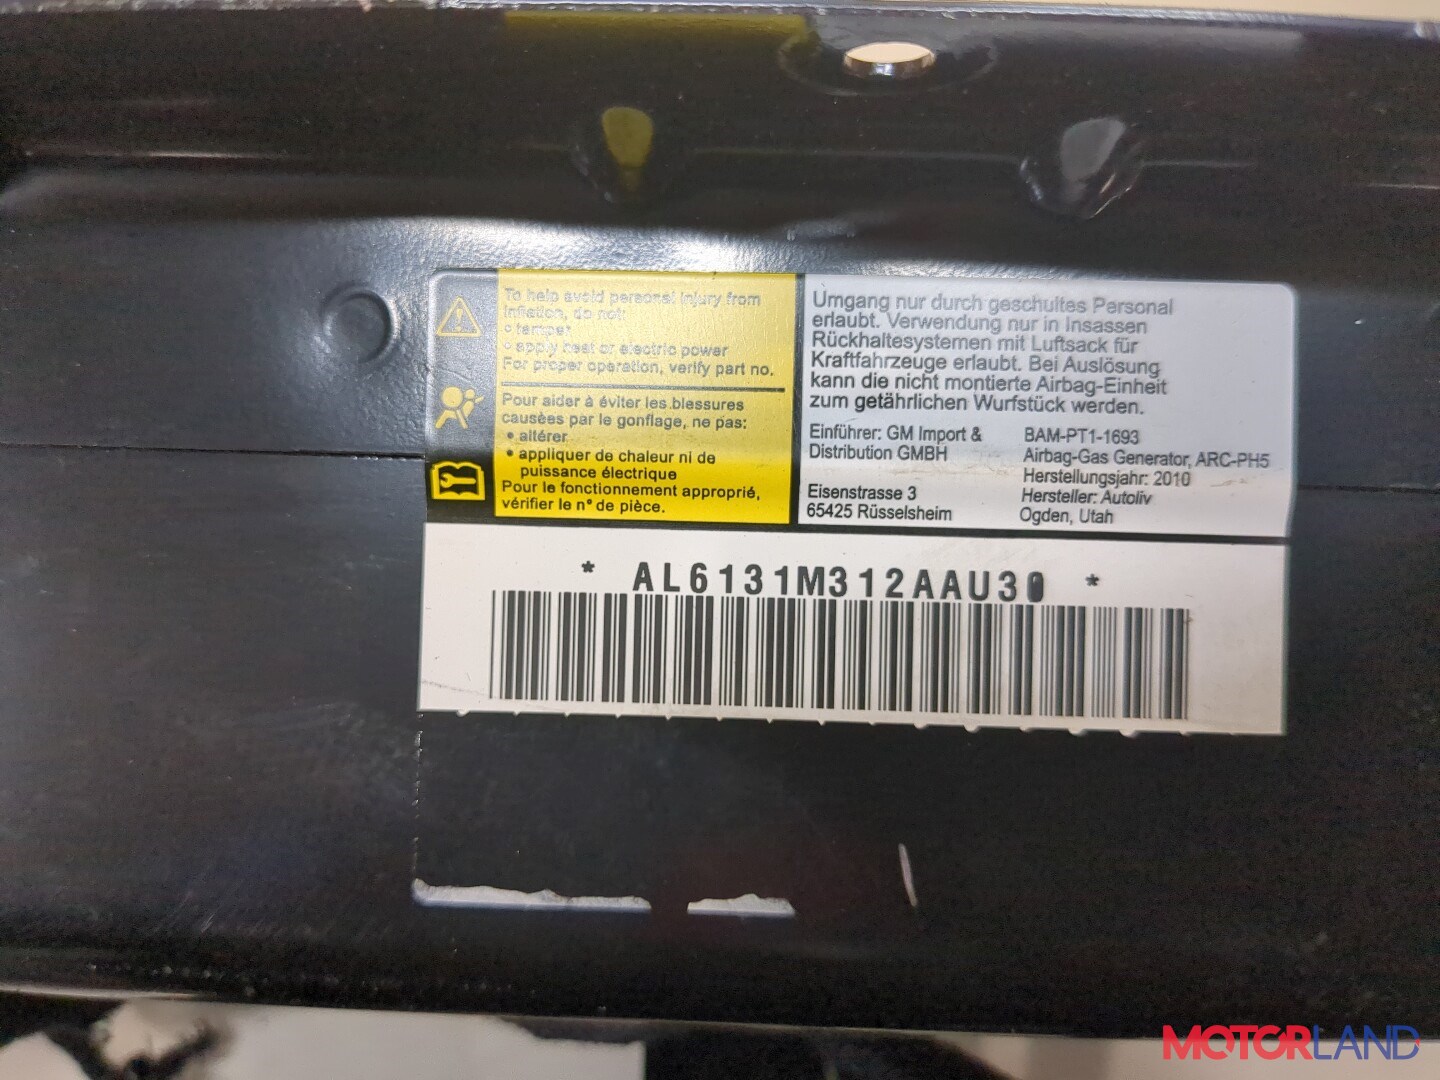 To help avoid personal injury from
inflation, do not:
• tamper
• apply heat or electric power
For proper operation, verify part no.
Pour aider à éviter les blessures
causées par le gonflage, ne pas:
• altérer
• appliquer de chaleur ni de
puissance électrique
Pour le fonctionnement approprié,
vérifier le n° de pièce.
Umgang nur durch geschultes Personal
erlaubt. Verwendung nur in Insassen
Rückhaltesystemen mit Luftsack für
Kraftfahrzeuge erlaubt. Bei Auslösung
kann die nicht montierte Airbag-Einheit
zum getährlichen Wurfstück werden.
Einführer: GM Import &
Distribution GMBH
Eisenstrasse 3
65425 Rüsselsheim
BAM-PT1-1693
Airbag-Gas Generator, ARC-PH5
Herstellungsjahr: 2010
Hersteller: Autoliv
Ogden, Utah
* AL6131M312AAU30 *
MOTORLAND